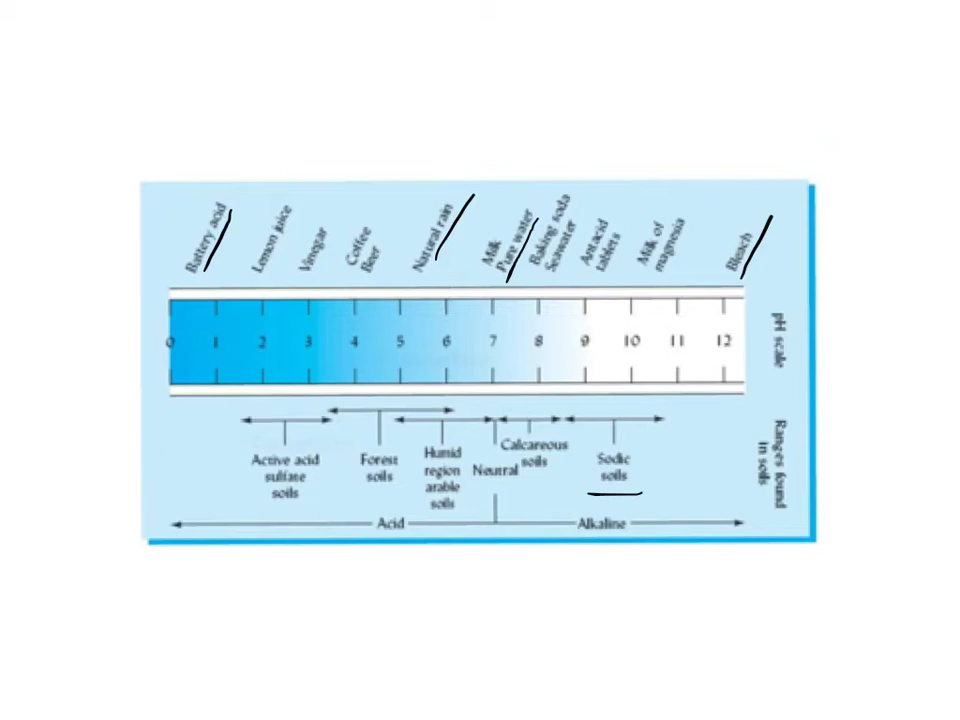 Battery acid
Lemon juice
Vinegar
Coffee
Beer
Natural rain
Milk
Pure water
Baking soda
Seawater
Antacid
tablets
Milk of
magnesia
Bleach
0 1 2 3 4 5 6 7 8 9 10 11 12
pH scale
Active acid
sulfate
soils
Forest
soils
Humid
region
arable
soils
Neutral
Calcareous
soils
Sodic
soils
Ranges found
in soils
Acid
Alkaline